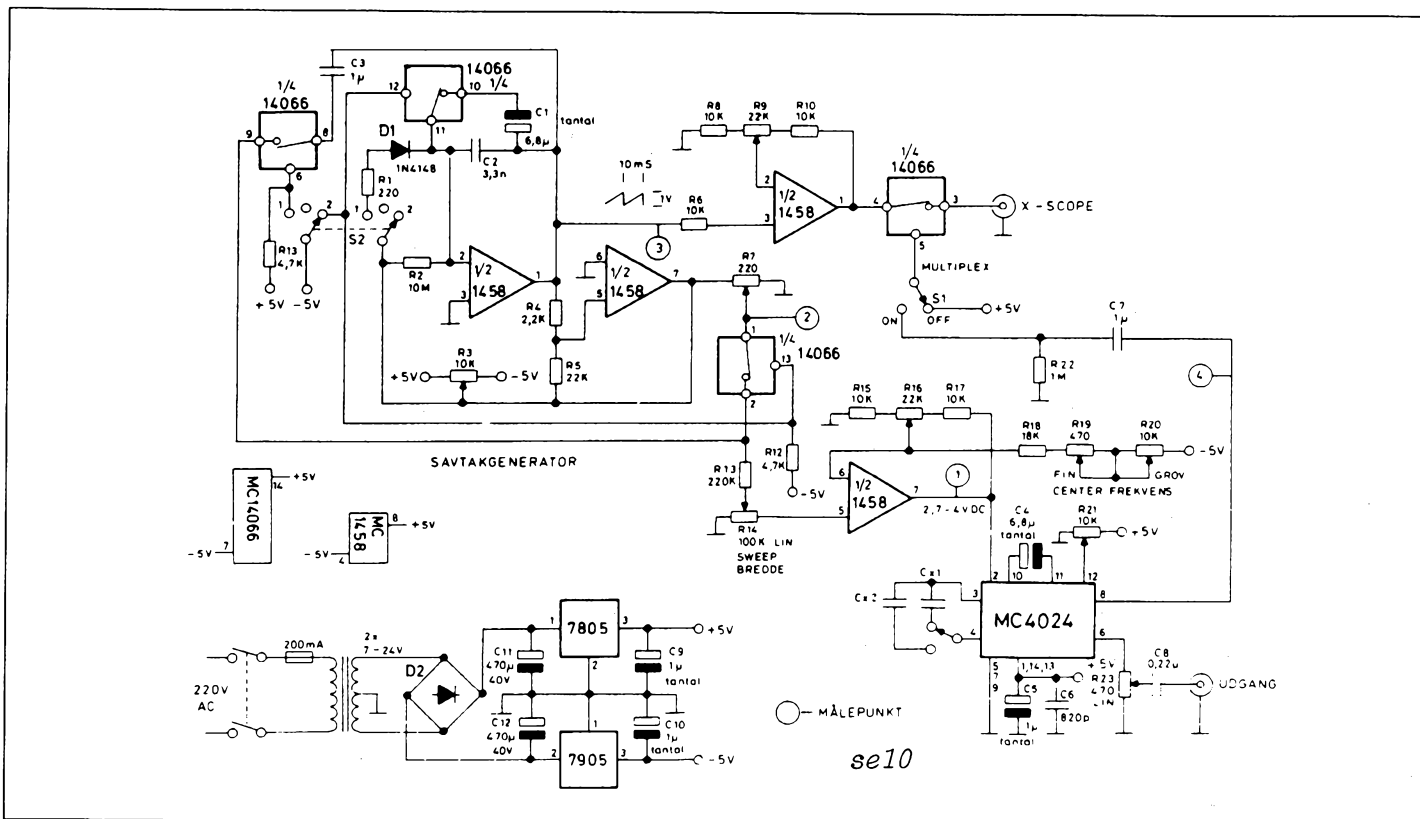 C3
1µ
1/4
14066
9
8
6
12
14066
10
1/4
11
C1
tantal
6,8µ
D1
1N4148
C2
3,3n
R1
220
1
2
S2
1
2
R13
4,7K
+5V
-5V
R2
10M
2
3
1/2
1458
1
R4
2,2K
R5
22K
R3
10K
+5V
-5V
10mS
1V
3
R6
10K
6
5
1/2
1458
7
R7
220
R8
10K
R9
22K
R10
10K
2
3
1/2
1458
1
1/4
14066
4
3
5
X-SCOPE
MULTIPLEX
S1
ON
OFF
+5V
C7
1µ
R22
1M
4
2
1
1/4
14066
13
2
SAVTAKGENERATOR
R13
220K
R12
4,7K
-5V
R14
100K LIN
SWEEP
BREDDE
R15
10K
R16
22K
R17
10K
6
5
1/2
1458
7
1
2,7-4V DC
R18
18K
R19
470
R20
10K
-5V
FIN
GROV
CENTER FREKVENS
C4
6,8µ
tantal
R21
10K
+5V
2
10
11
12
3
4
8
6
MC4024
5
7
9
1,14,13
Cx1
Cx2
C5
1µ
tantal
C6
820p
+5V
R23
470
LIN
C8
0,22µ
UDGANG
MC14066
14
+5V
-5V
7
MC
1458
8
+5V
-5V
4
200mA
220V
AC
2x
7-24V
D2
C11
470µ
40V
C12
470µ
40V
1
7805
3
2
1
2
7905
3
C9
1µ
tantal
C10
1µ
tantal
+5V
-5V
— MÅLEPUNKT
se10